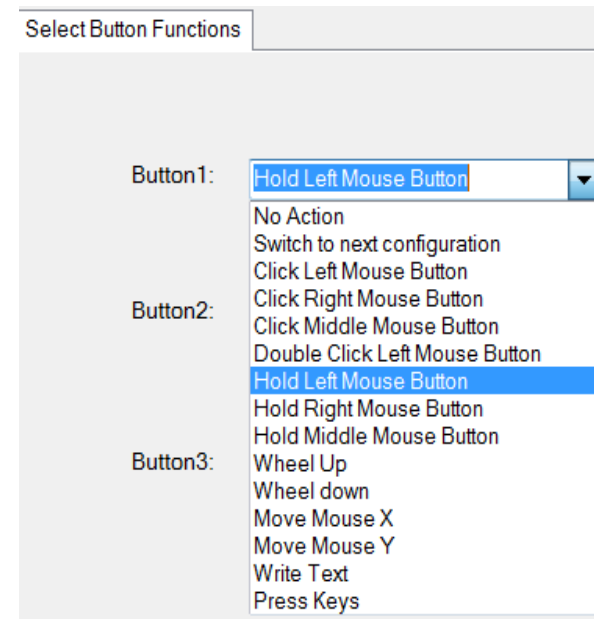 Select Button Functions
Button1:
Hold Left Mouse Button
No Action
Switch to next configuration
Click Left Mouse Button
Click Right Mouse Button
Button2:
Click Middle Mouse Button
Double Click Left Mouse Button
Hold Left Mouse Button
Hold Right Mouse Button
Hold Middle Mouse Button
Button3:
Wheel Up
Wheel down
Move Mouse X
Move Mouse Y
Write Text
Press Keys